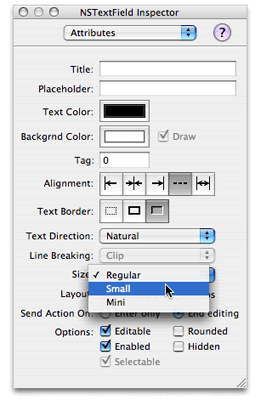 NSTextField Inspector
Attributes
?
Title:
Placeholder:
Text Color:
Backgrnd Color: Draw
Tag: 0
Alignment:
Text Border:
Text Direction: Natural
Line Breaking: Clip
Size ✓ Regular
Small
Mini
Layou
Send Action On: Enter only End editing
Options: Editable Rounded
Enabled Hidden
Selectable